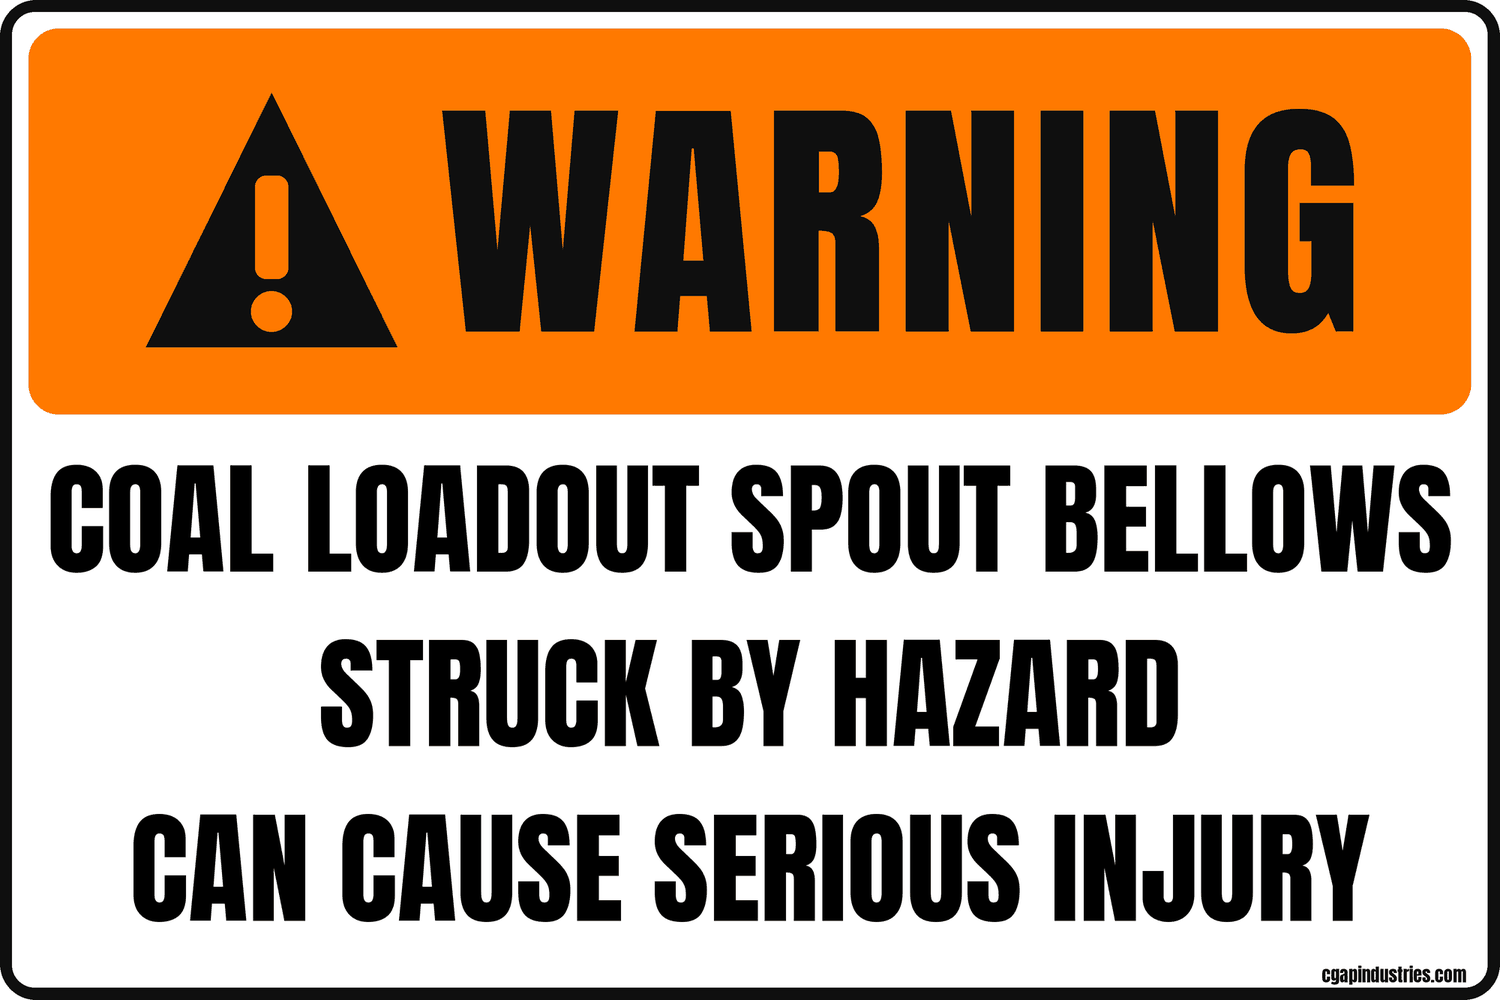 WARNING
COAL LOADOUT SPOUT BELLOWS
STRUCK BY HAZARD
CAN CAUSE SERIOUS INJURY
cgapindustries.com